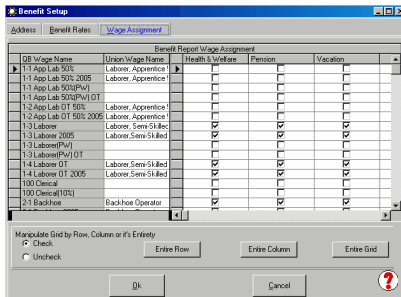 Benefit Setup
Address Benefit Rates Wage Assignment
Benefit Report Wage Assignment
QB Wage Name Union Wage Name Health & Welfare Pension Vacation
1-1 App Lab 50% Laborer, Apprentice
1-1 App Lab 50% 2005 Laborer, Apprentice
1-1 App Lab 50%(PW)
1-1 App Lab 50%(PW) OT
1-2 App Lab OT 50% Laborer, Apprentice
1-2 App Lab OT 50% 2005 Laborer, Apprentice
1-3 Laborer Laborer, Semi-Skilled
1-3 Laborer 2005 Laborer,Semi-Skilled
1-3 Laborer(PW)
1-3 Laborer(PW) OT
1-4 Laborer OT Laborer,Semi-Skilled
1-4 Laborer OT 2005 Laborer,Semi-Skilled
100 Clerical
100 Clerical(10%)
2-1 Backhoe Backhoe Operator
Manipulate Grid by Row, Column or it's Entirety
Check
Uncheck
Entire Row Entire Column Entire Grid
Ok Cancel
?